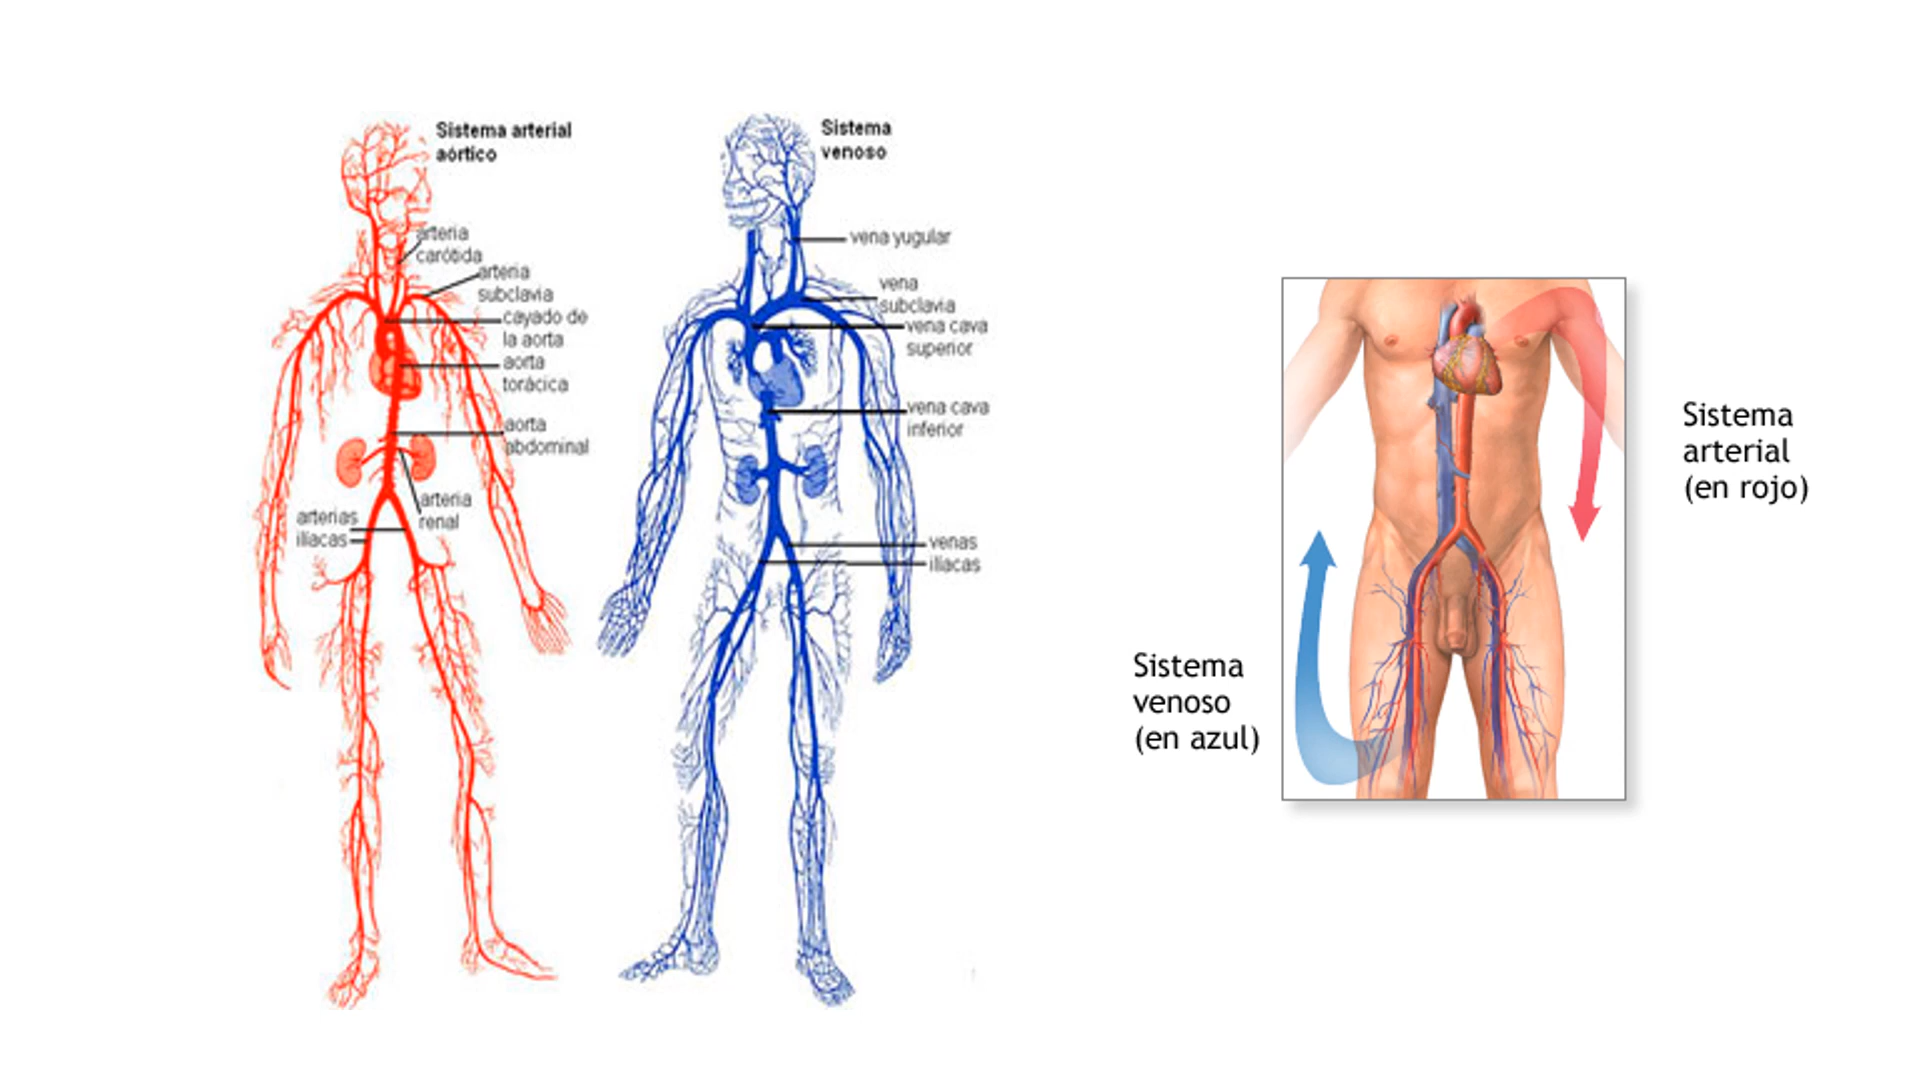 Sistema arterial
aórtico
arteria
carótida
arteria
subclavia
cayado de
la aorta
aorta
torácica
aorta
abdominal
arteria
renal
arterias
ilíacas
Sistema
venoso
vena yugular
vena
subclavia
vena cava
superior
vena cava
inferior
venas
ilíacas
Sistema
arterial
(en rojo)
Sistema
venoso
(en azul)